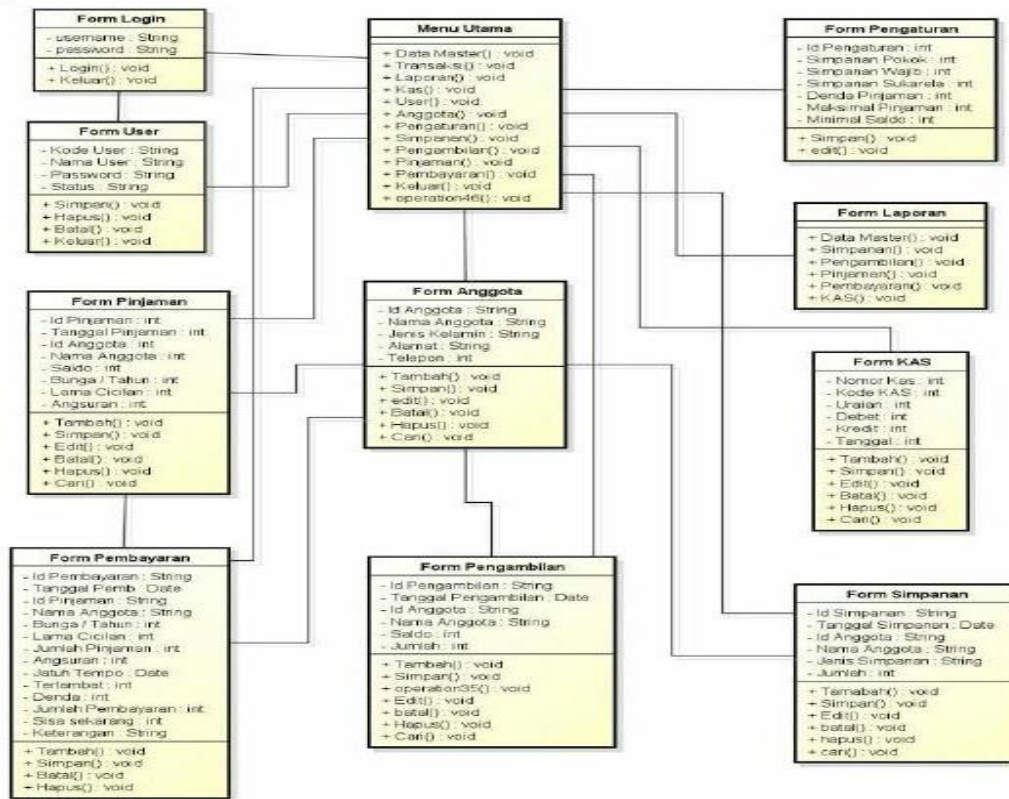 Form Login
- username : String
- password : String
+ Login() : void
+ Keluar() : void
Form User
- Kode User : String
- Nama User : String
- Password : String
- Status : String
+ Simpan() : void
+ Hapus() : void
+ Batal() : void
+ Keluar() : void
Menu Utama
+ Data Master() : void
+ Transaksi() : void
+ Laporan() : void
+ Kas() : void
+ User() : void
+ Anggota() : void
+ Pengaturan() : void
+ Simpanan() : void
+ Pengambilan() : void
+ Pinjaman() : void
+ Pembayaran() : void
+ Keluar() : void
+ operation46() : void
Form Pengaturan
- Id Pengaturan : int
- Simpanan Pokok : int
- Simpanan Wajib : int
- Simpanan Sukarela : int
- Denda Pinjaman : int
- Maksimal Pinjaman : int
- Minimal Saldo : int
+ Simpan() : void
+ edit() : void
Form Laporan
+ Data Master() : void
+ Simpanan() : void
+ Pengambilan() : void
+ Pinjaman() : void
+ Pembayaran() : void
+ KAS() : void
Form Pinjaman
- Id Pinjaman : int
- Tanggal Pinjaman : int
- Id Anggota : int
- Nama Anggota : int
- Saldo : int
- Bunga / Tahun : int
- Lama Cicilan : int
- Angsuran : int
+ Tambah() : void
+ Simpan() : void
+ Edit() : void
+ Batal() : void
+ Hapus() : void
+ Cari() : void
Form Anggota
- Id Anggota : String
- Nama Anggota : String
- Jenis Kelamin : String
- Alamat : String
- Telepon : int
+ Tambah() : void
+ Simpan() : void
+ edit() : void
+ Batal() : void
+ Hapus() : void
+ Cari() : void
Form KAS
- Nomor Kas : int
- Kode KAS : int
- Uraian : int
- Debet : int
- Kredit : int
- Tanggal : int
+ Tambah() : void
+ Simpan() : void
+ Edit() : void
+ Batal() : void
+ Hapus() : void
+ Cari() : void
Form Pembayaran
- Id Pembayaran : String
- Tanggal Pemb : Date
- Id Pinjaman : String
- Nama Anggota : String
- Bunga / Tahun : int
- Lama Cicilan : int
- Jumlah Pinjaman : int
- Angsuran : int
- Jatuh Tempo : Date
- Terlambat : int
- Denda : int
- Jumlah Pembayaran : int
- Sisa sekarang : int
- Keterangan : String
+ Tambah() : void
+ Simpan() : void
+ Batal() : void
+ Hapus() : void
Form Pengambilan
- Id Pengambilan : String
- Tanggal Pengambilan : Date
- Id Anggota : String
- Nama Anggota : String
- Saldo : int
- Jumlah : int
+ Tambah() : void
+ Simpan() : void
+ operation35() : void
+ Edit() : void
+ batal() : void
+ Hapus() : void
+ Cari() : void
Form Simpanan
- Id Simpanan : String
- Tanggal Simpanan : Date
- Id Anggota : String
- Nama Anggota : String
- Jenis Simpanan : String
- Jumlah : int
+ Tamabah() : void
+ Simpan() : void
+ Edit() : void
+ batal() : void
+ hapus() : void
+ cari() : void